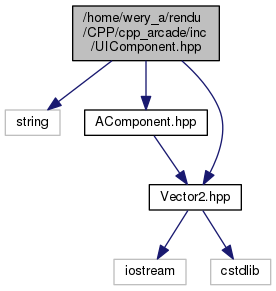 /home/wery_a/rendu
/CPP/cpp_arcade/inc
/UIComponent.hpp
string
AComponent.hpp
Vector2.hpp
iostream
cstdlib